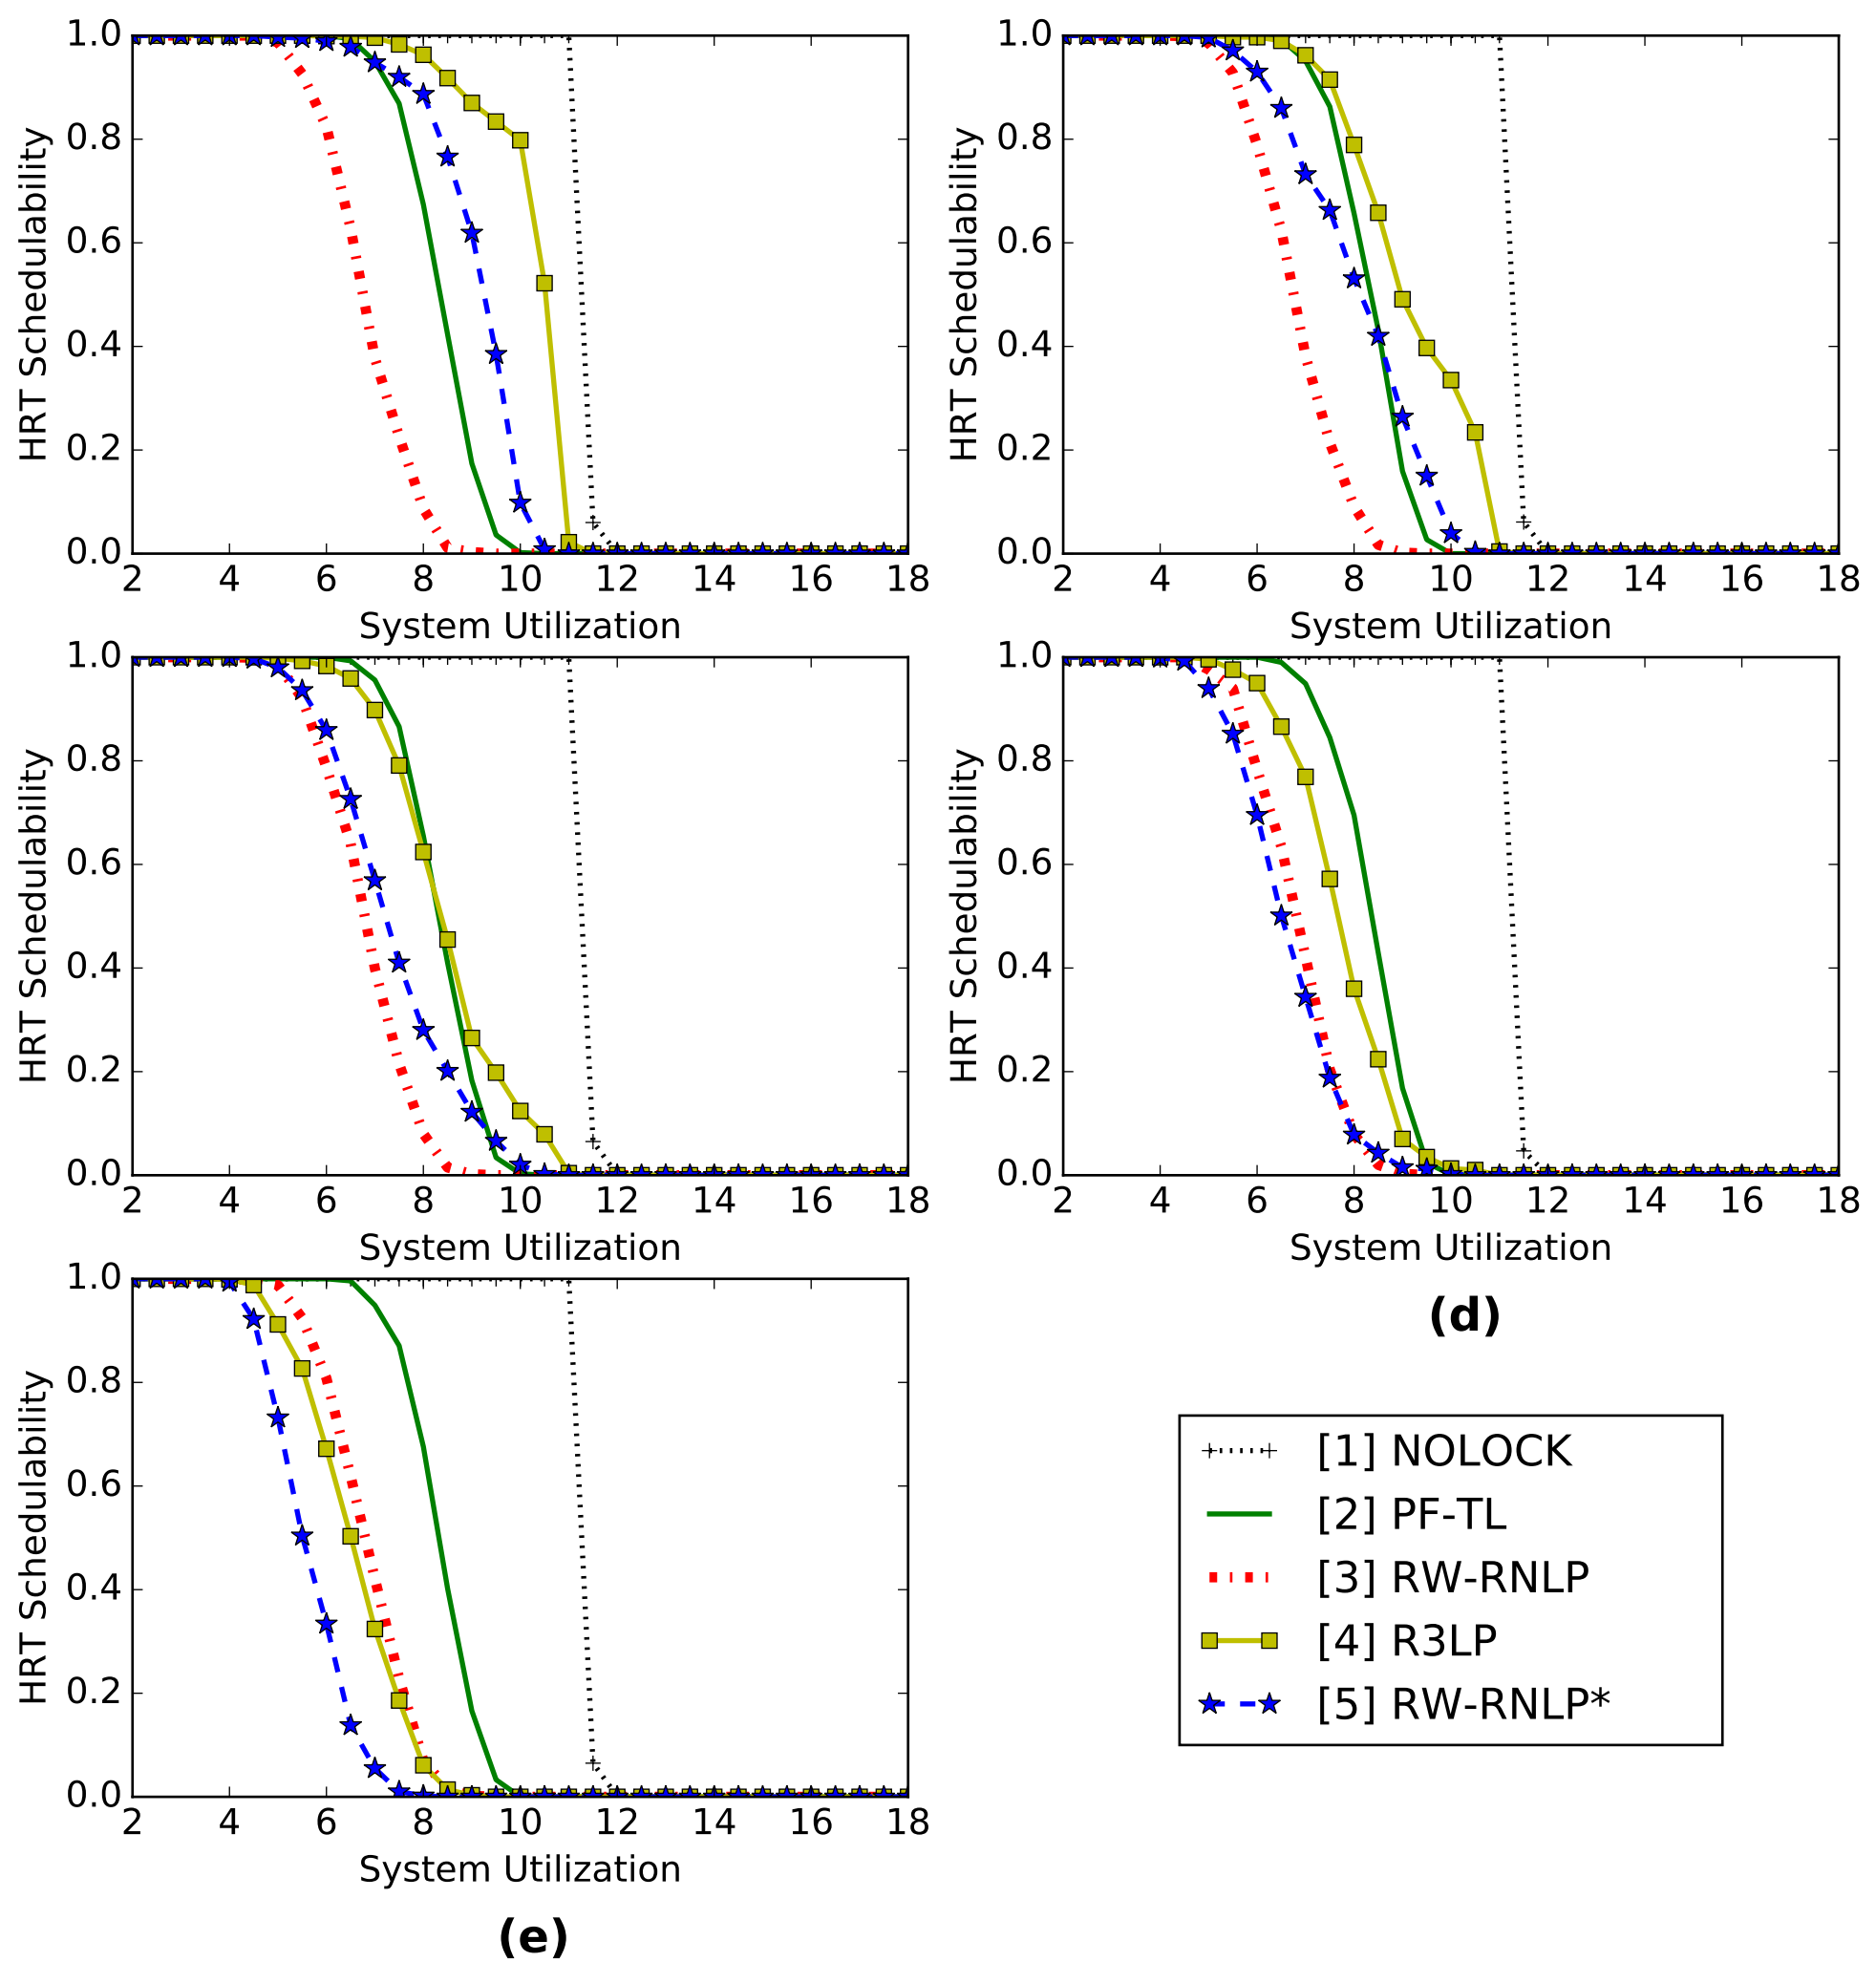 1.0
0.8
0.6
0.4
0.2
0.0
HRT Schedulability
2 4 6 8 10 12 14 16 18
System Utilization
1.0
0.8
0.6
0.4
0.2
0.0
HRT Schedulability
2 4 6 8 10 12 14 16 18
System Utilization
1.0
0.8
0.6
0.4
0.2
0.0
HRT Schedulability
2 4 6 8 10 12 14 16 18
System Utilization
1.0
0.8
0.6
0.4
0.2
0.0
HRT Schedulability
2 4 6 8 10 12 14 16 18
System Utilization
(d)
1.0
0.8
0.6
0.4
0.2
0.0
HRT Schedulability
2 4 6 8 10 12 14 16 18
System Utilization
(e)
[1] NOLOCK
[2] PF-TL
[3] RW-RNLP
[4] R3LP
[5] RW-RNLP*